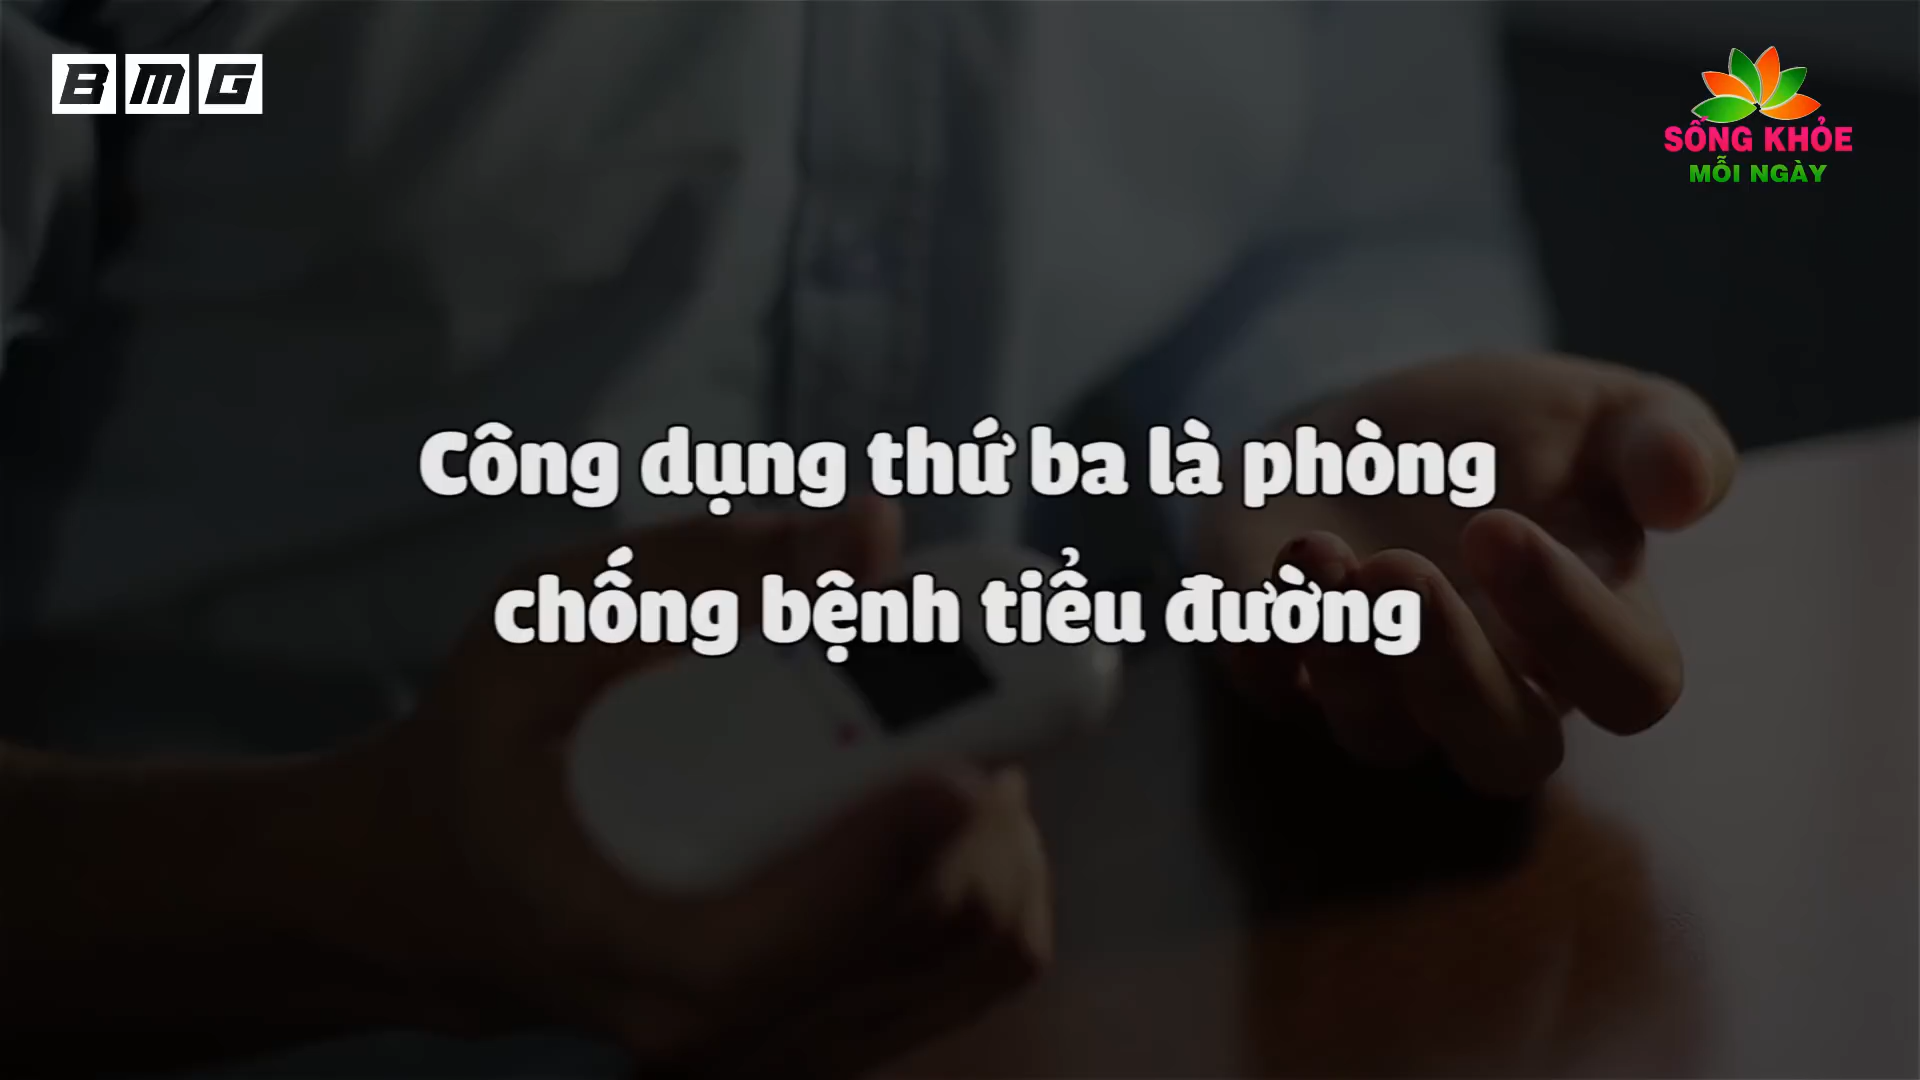 BMG
SỐNG KHỎE
MỖI NGÀY
Công dụng thứ ba là phòng
chống bệnh tiểu đường